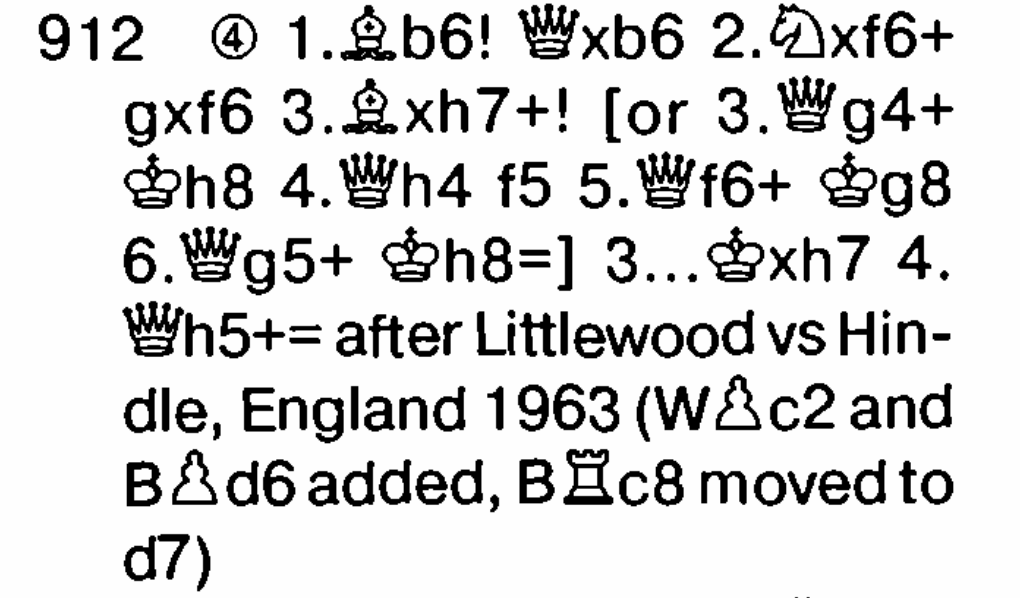 912 ④ 1.♗b6! ♕xb6 2.♘xf6+
gxf6 3.♗xh7+! [or 3.♕g4+
♔h8 4.♕h4 f5 5.♕f6+ ♔g8
6.♕g5+ ♔h8=] 3...♔xh7 4.
♕h5+= after Littlewood vs Hin-
dle, England 1963 (W♙c2 and
B♙d6 added, B♖c8 moved to
d7)